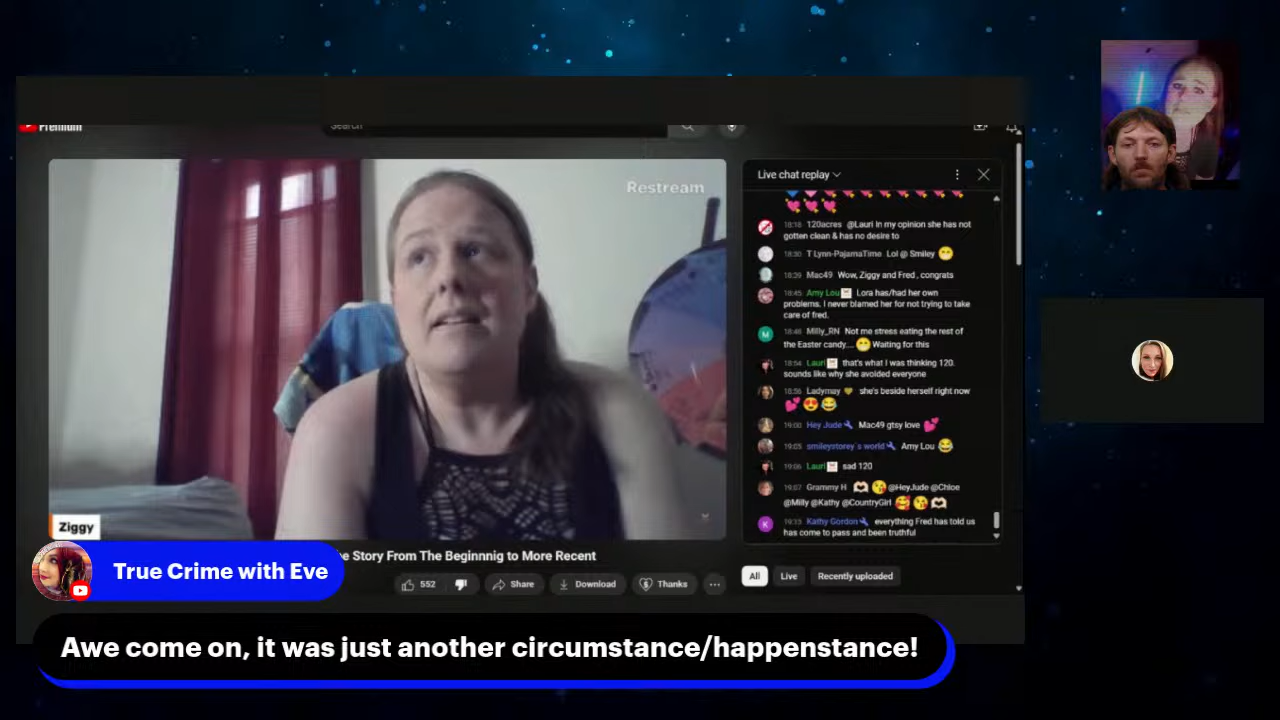 Premium
Search
Restream
Live chat replay
18:18 120acres @Lauri In my opinion she has not
gotten clean & has no desire to
18:30 T Lynn-PajamaTime Lol @ Smiley 😁
18:39 Mac49 Wow, Ziggy and Fred , congrats
18:45 Amy Lou Lora has/had her own
problems. I never blamed her for not trying to take
care of fred.
M
18:48 Milly_RN Not me stress eating the rest of
the Easter candy.... 😁 Waiting for this
18:54 Lauri that's what I was thinking 120.
sounds like why she avoided everyone
18:56 Ladymay she's beside herself right now
💕 😍 😂
19:00 Hey Jude Mac49 gtsy love 💕
19:05 smileystorey´s world Amy Lou 😂
19:06 Lauri sad 120
19:07 Grammy H 🫶 😘 @HeyJude @Chloe
@Milly @Kathy @CountryGirl 🥰 😘 🫶
K
19:13 Kathy Gordon everything Fred has told us
has come to pass and been truthful
Ziggy
Story From The Beginnnig to More Recent
552
Share
Download
Thanks
All
Live
Recently uploaded
True Crime with Eve
Awe come on, it was just another circumstance/happenstance!